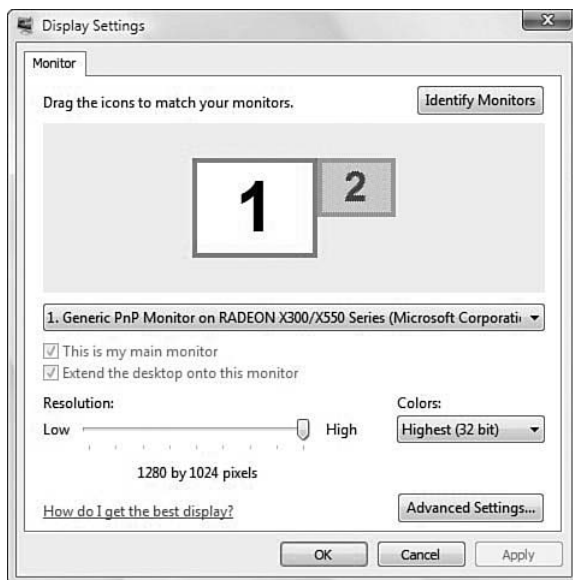 Display Settings
X
Monitor
Drag the icons to match your monitors.
Identify Monitors
1
2
1. Generic PnP Monitor on RADEON X300/X550 Series (Microsoft Corporati
This is my main monitor
Extend the desktop onto this monitor
Resolution:
Colors:
Low
High
Highest (32 bit)
1280 by 1024 pixels
How do I get the best display?
Advanced Settings...
OK
Cancel
Apply